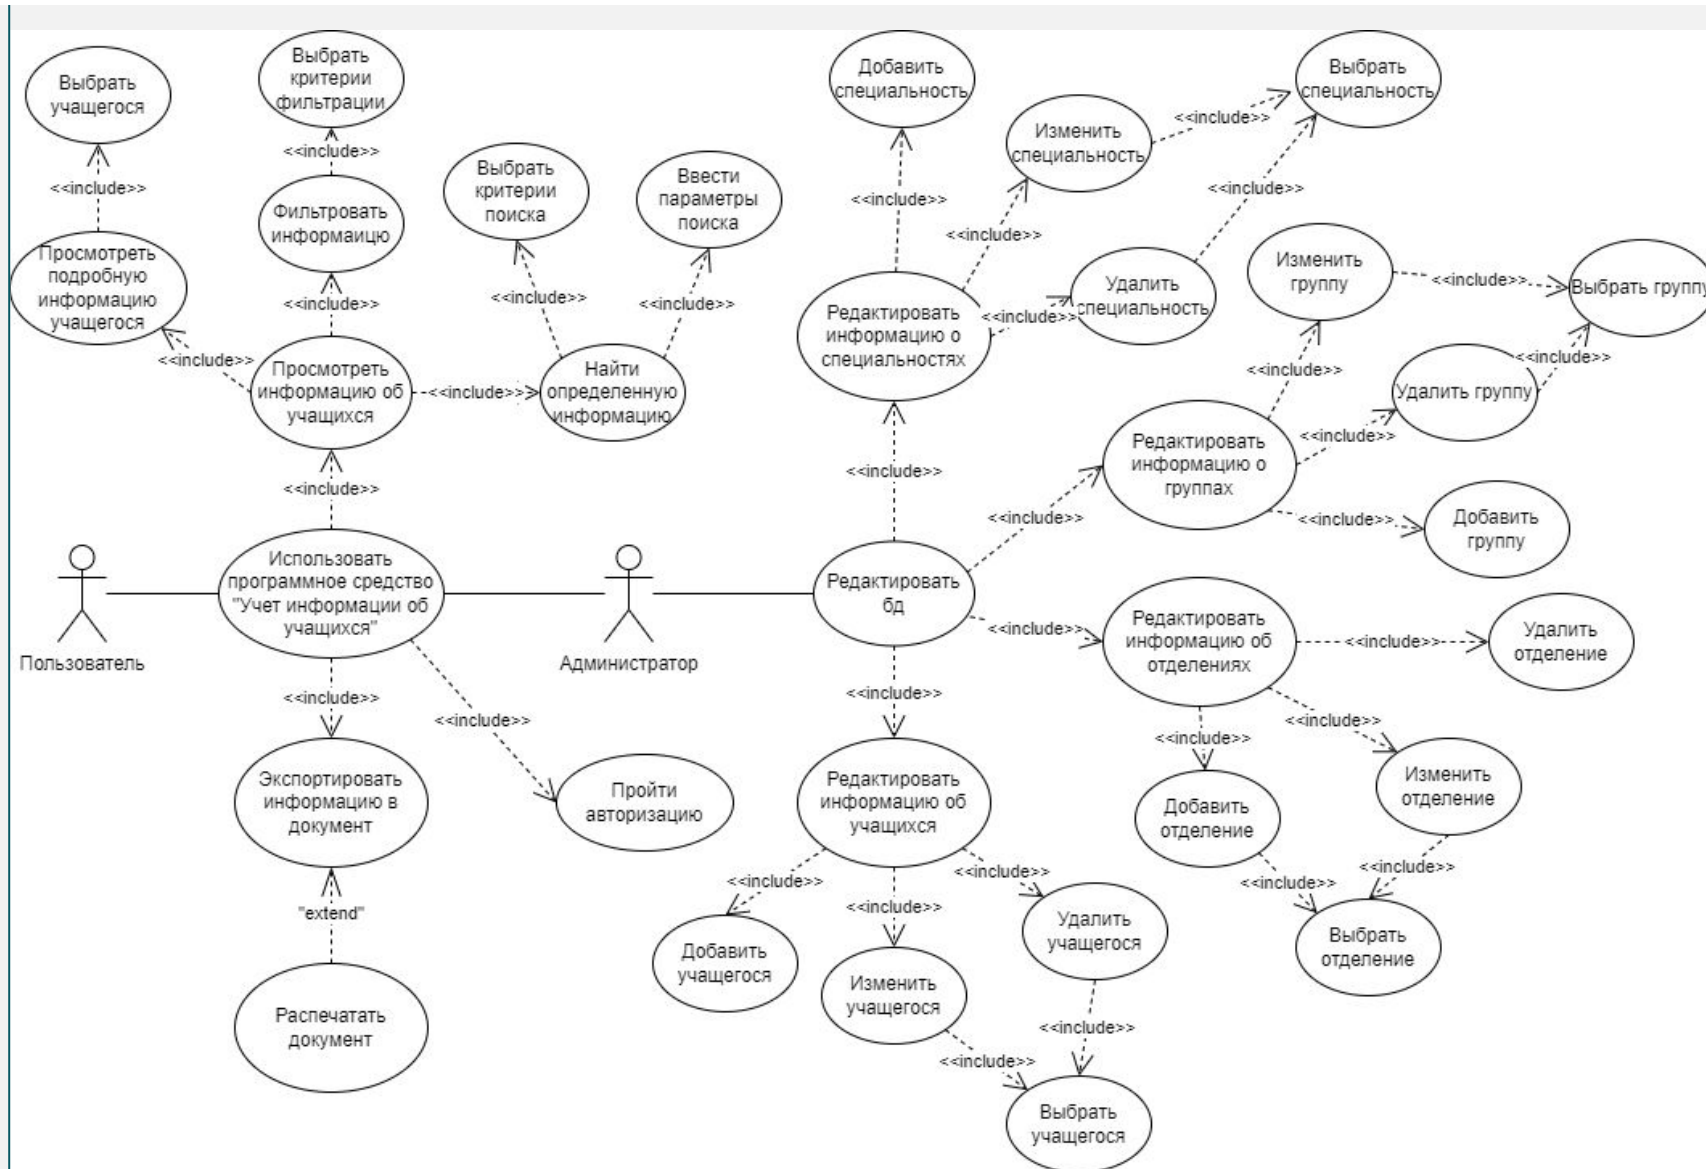 Выбрать
учащегося
Выбрать
критерии
фильтрации
Добавить
специальность
Выбрать
специальность
Изменить
специальность
<<include>>
<<include>>
<<include>>
Выбрать
критерии
поиска
Ввести
параметры
поиска
<<include>>
<<include>>
<<include>>
Фильтровать
информаицю
Просмотреть
подробную
информацию
учащегося
Изменить
группу
Удалить
специальность
Выбрать группу
<<include>>
<<include>>
<<include>>
<<include>>
<<include>>
<<include>>
Редактировать
информацию о
специальностях
<<include>>
<<include>>
<<include>>
Просмотреть
информацию об
учащихся
<<include>>
Найти
определенную
информацию
Удалить группу
<<include>>
<<include>>
<<include>>
<<include>>
Редактировать
информацию о
группах
<<include>>
<<include>>
Добавить
группу
Использовать
программное средство
"Учет информации об
учащихся"
Редактировать
бд
Пользователь
Администратор
<<include>>
Редактировать
информацию об
отделениях
<<include>>
Удалить
отделение
<<include>>
<<include>>
<<include>>
<<include>>
<<include>>
Экспортировать
информацию в
документ
Пройти
авторизацию
Редактировать
информацию об
учащихся
Добавить
отделение
Изменить
отделение
<<include>>
<<include>>
<<include>>
<<include>>
<<include>>
"extend"
Добавить
учащегося
Изменить
учащегося
Удалить
учащегося
Выбрать
отделение
Распечатать
документ
<<include>>
<<include>>
Выбрать
учащегося